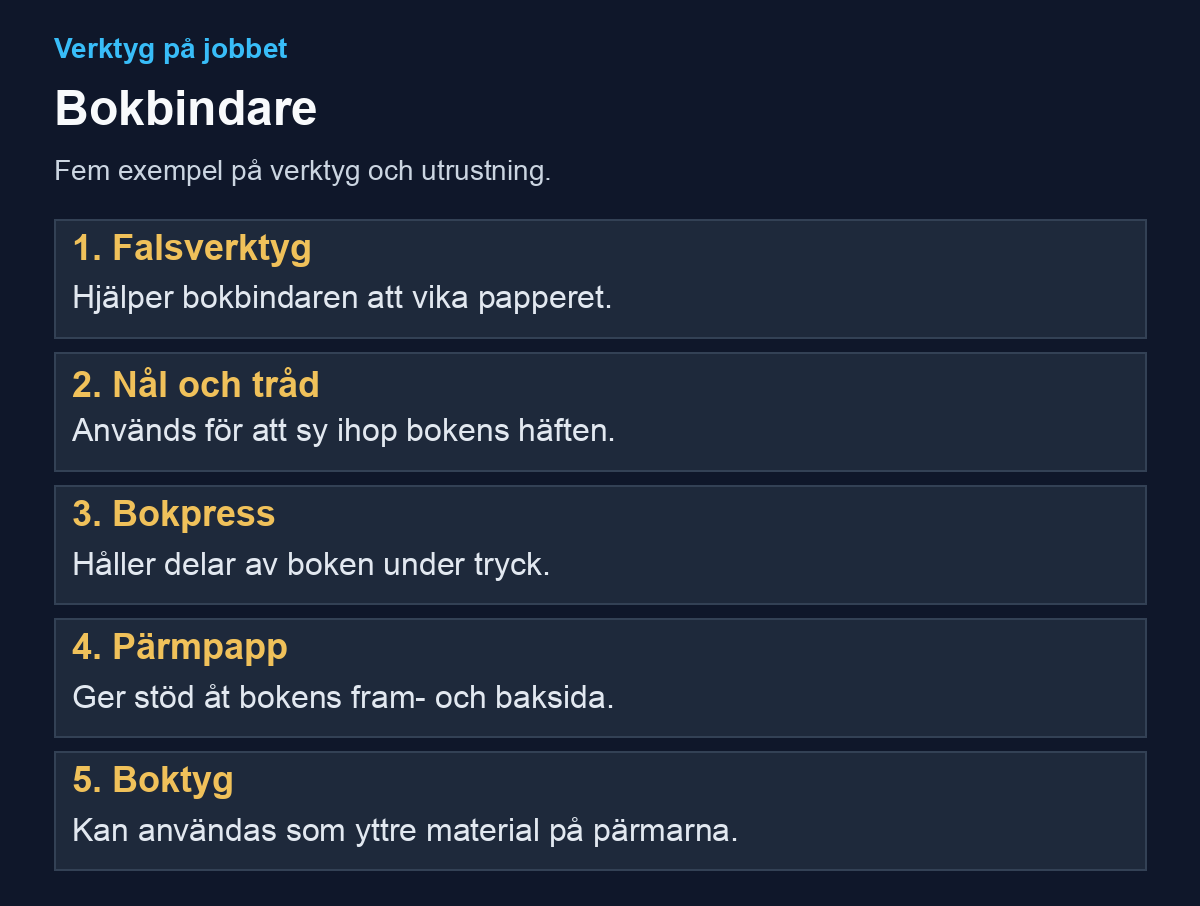 Verktyg på jobbet
Bokbindare
Fem exempel på verktyg och utrustning.
1. Falsverktyg
Hjälper bokbindaren att vika papperet.
2. Nål och tråd
Används för att sy ihop bokens häften.
3. Bokpress
Håller delar av boken under tryck.
4. Pärmpapp
Ger stöd åt bokens fram- och baksida.
5. Boktyg
Kan användas som yttre material på pärmarna.